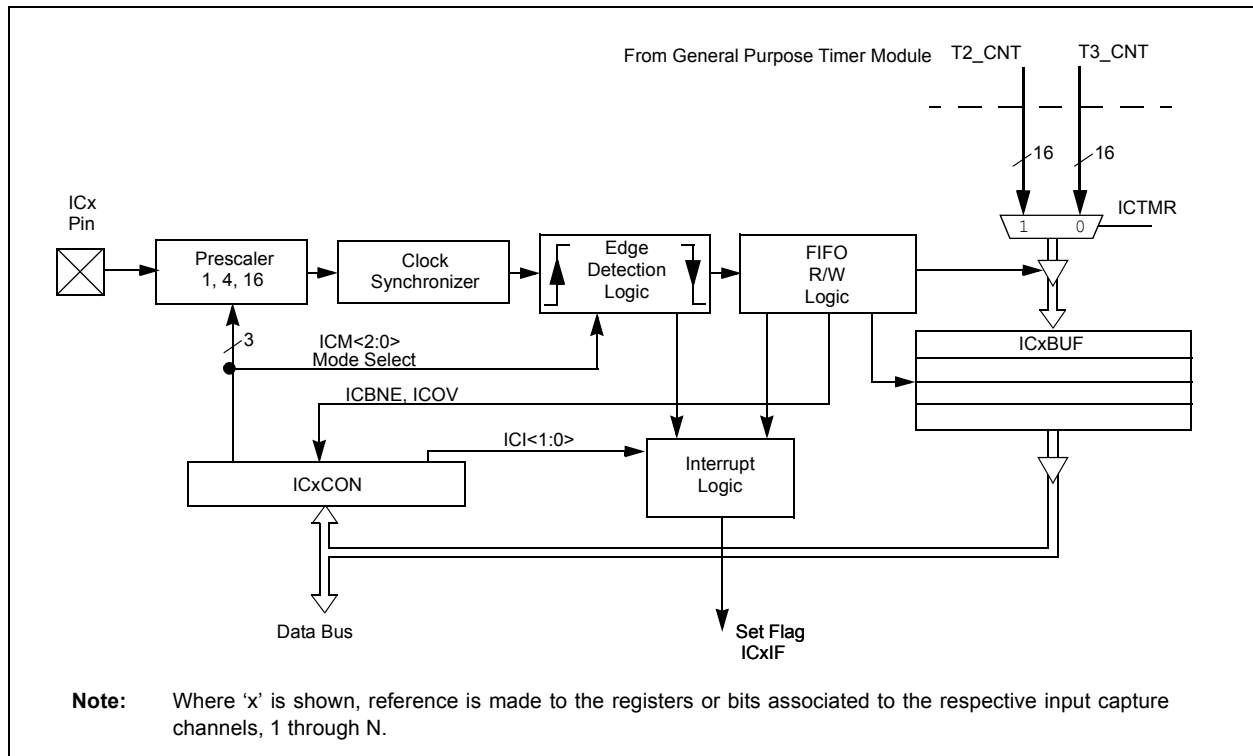 From General Purpose Timer Module
T2_CNT
T3_CNT
16
16
ICx
Pin
1 0
ICTMR
Prescaler
1, 4, 16
Clock
Synchronizer
Edge
Detection
Logic
FIFO
R/W
Logic
3
ICM<2:0>
Mode Select
ICxBUF
ICBNE, ICOV
ICI<1:0>
ICxCON
Interrupt
Logic
Data Bus
Set Flag
ICxIF
Note: Where ‘x’ is shown, reference is made to the registers or bits associated to the respective input capture
channels, 1 through N.